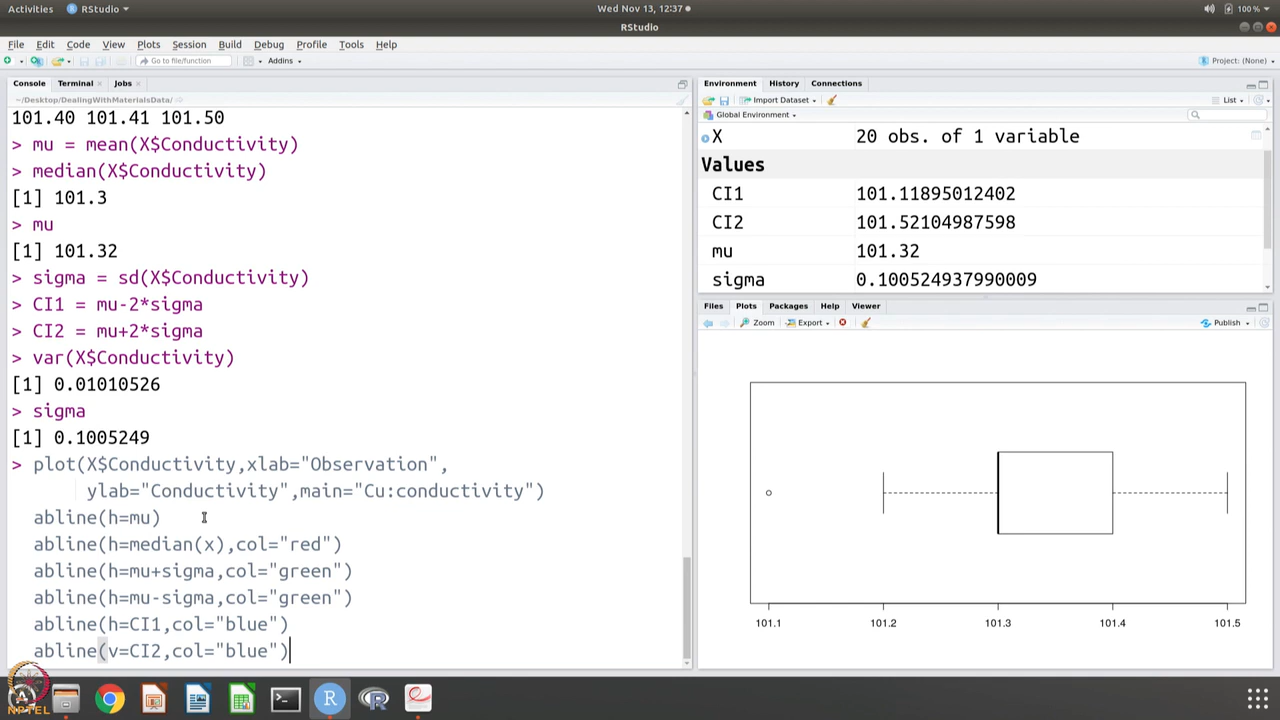 Activities RStudio Wed Nov 13, 12:37 100 %
RStudio
File Edit Code View Plots Session Build Debug Profile Tools Help
Go to file/function Addins Project: (None)
Console Terminal Jobs
~/Desktop/DealingWithMaterialsData/
101.40 101.41 101.50
> mu = mean(X$Conductivity)
> median(X$Conductivity)
[1] 101.3
> mu
[1] 101.32
> sigma = sd(X$Conductivity)
> CI1 = mu-2*sigma
> CI2 = mu+2*sigma
> var(X$Conductivity)
[1] 0.01010526
> sigma
[1] 0.1005249
> plot(X$Conductivity,xlab="Observation",
ylab="Conductivity",main="Cu:conductivity")
abline(h=mu)
abline(h=median(x),col="red")
abline(h=mu+sigma,col="green")
abline(h=mu-sigma,col="green")
abline(h=CI1,col="blue")
abline(v=CI2,col="blue")
Environment History Connections
Import Dataset List
Global Environment
X 20 obs. of 1 variable
Values
CI1 101.11895012402
CI2 101.52104987598
mu 101.32
sigma 0.100524937990009
Files Plots Packages Help Viewer
Zoom Export Publish
101.1 101.2 101.3 101.4 101.5
NPTEL